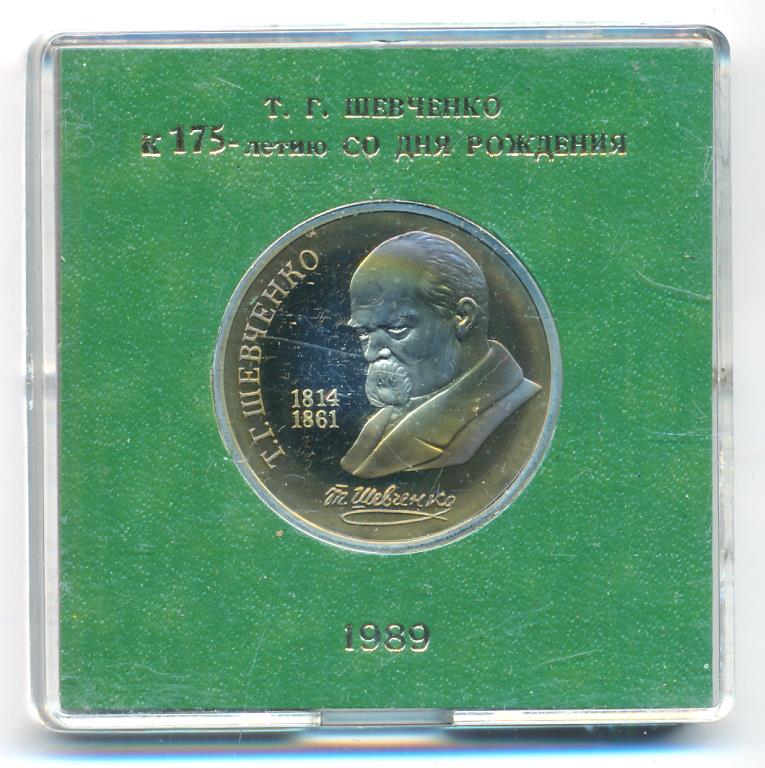 Т. Г. ШЕВЧЕНКО
К 175-летию СО ДНЯ РОЖДЕНИЯ
Т.Г. ШЕВЧЕНКО
1814
1861
Т. Шевченко
1989